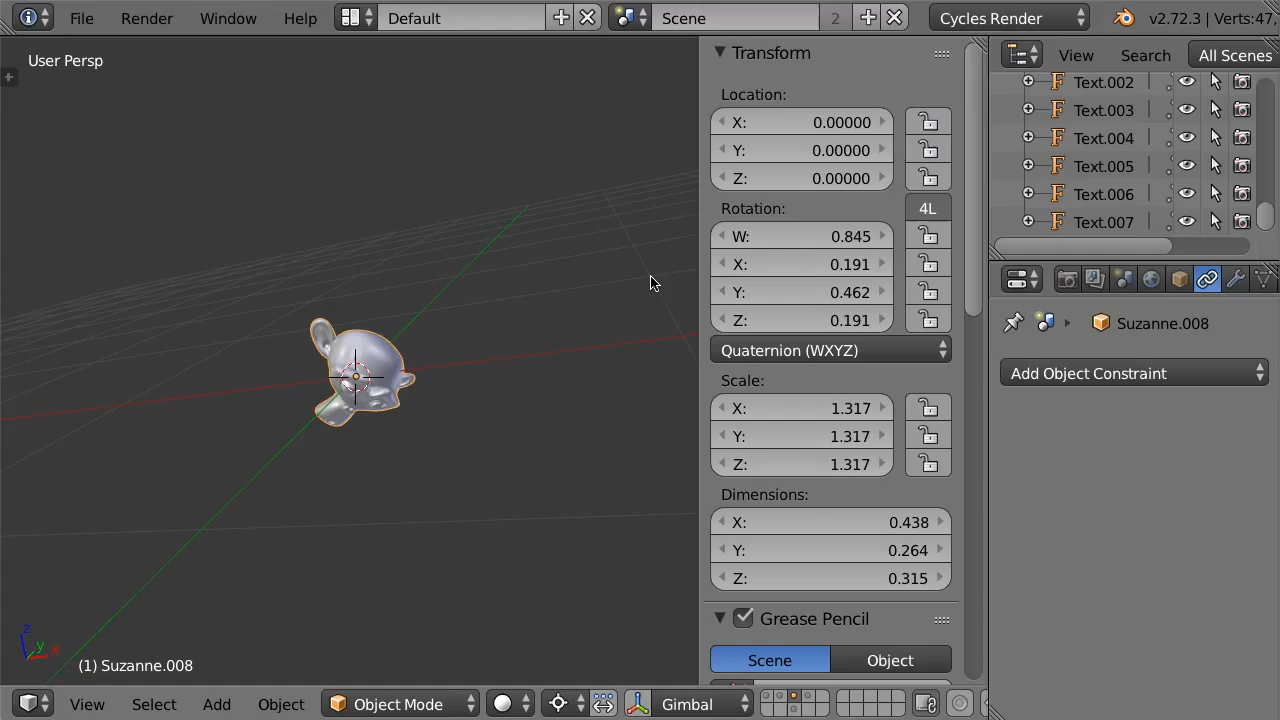 File Render Window Help Default Scene 2 Cycles Render v2.72.3 | Verts:47,
User Persp
Transform
Location:
X: 0.00000
Y: 0.00000
Z: 0.00000
Rotation: 4L
W: 0.845
X: 0.191
Y: 0.462
Z: 0.191
Quaternion (WXYZ)
Scale:
X: 1.317
Y: 1.317
Z: 1.317
Dimensions:
X: 0.438
Y: 0.264
Z: 0.315
Grease Pencil
Scene Object
View Search All Scenes
Text.002
Text.003
Text.004
Text.005
Text.006
Text.007
Suzanne.008
Add Object Constraint
z
y
x
(1) Suzanne.008
View Select Add Object Object Mode Gimbal